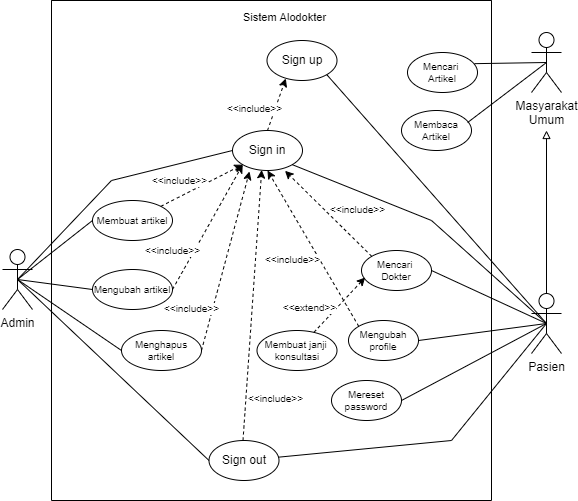 Sistem Alodokter
Sign up
Mencari
Artikel
Masyarakat
Umum
<<include>>
Membaca
Artikel
Sign in
<<include>>
Membuat artikel
<<include>>
<<include>>
<<include>>
Mencari
Dokter
Mengubah artikel
<<include>>
<<extend>>
Admin
Menghapus
artikel
Membuat janji
konsultasi
Mengubah
profile
Pasien
<<include>>
Mereset
password
Sign out